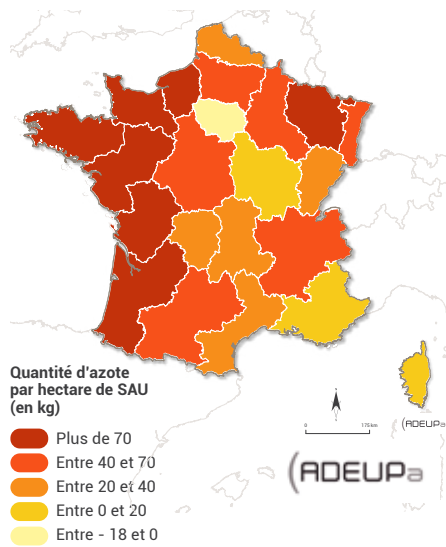 Quantité d'azote
par hectare de SAU
(en kg)
Plus de 70
Entre 40 et 70
Entre 20 et 40
Entre 0 et 20
Entre - 18 et 0
0 175 km
(ADEUPa
(ADEUPa